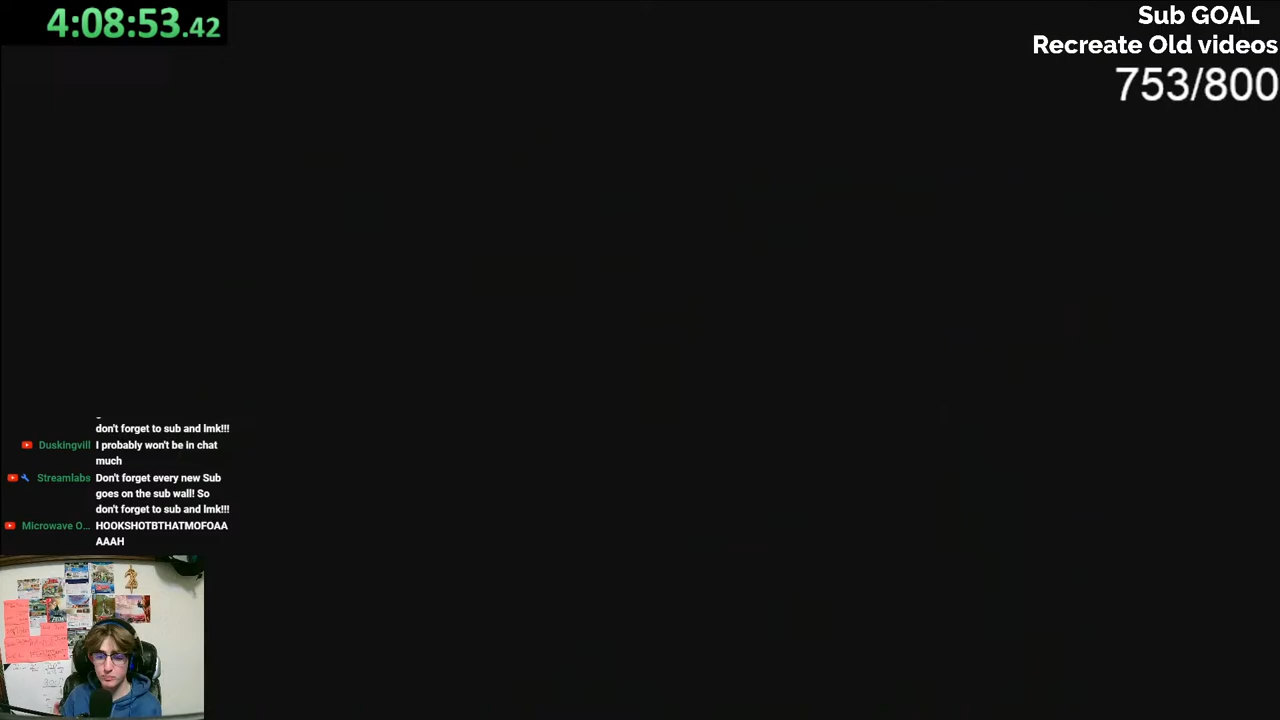 4:08:53.42
Sub GOAL
Recreate Old videos
753/800
don't forget to sub and lmk!!!
Duskingvill I probably won't be in chat
much
Streamlabs Don't forget every new Sub
goes on the sub wall! So
don't forget to sub and lmk!!!
Microwave O... HOOKSHOTBTHATMOFOAA
AAAH